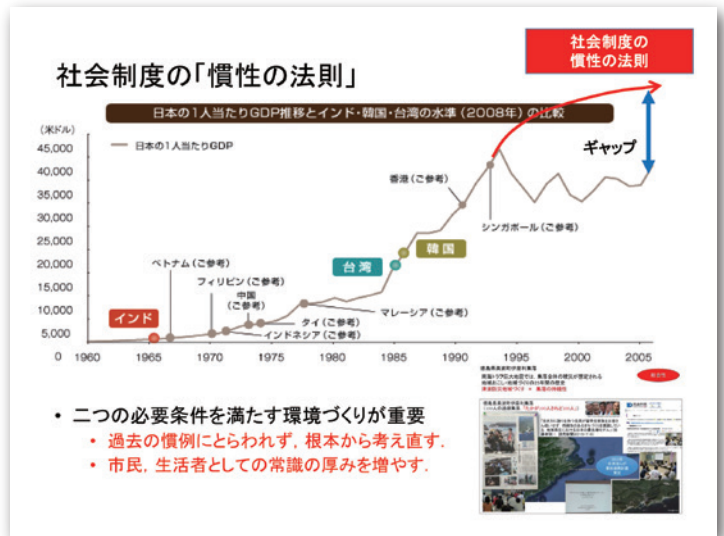 社会制度の
慣性の法則
社会制度の「慣性の法則」
日本の1人当たりGDP推移とインド・韓国・台湾の水準(2008年)の比較
(米ドル)
45,000
日本の1人当たりGDP
ギャップ
40,000
香港(ご参考)
35,000
シンガポール(ご参考)
30,000
韓国
25,000
ベトナム(ご参考)
台湾
20,000
フィリピン(ご参考)
15,000
中国
(ご参考)
マレーシア(ご参考)
10,000
インド
タイ(ご参考)
5,000
インドネシア(ご参考)
0 1960 1965 1970 1975 1980 1985 1990 1995 2000 2005
• 二つの必要条件を満たす環境づくりが重要
• 過去の慣例にとらわれず,根本から考え直す.
• 市民,生活者としての常識の厚みを増やす.